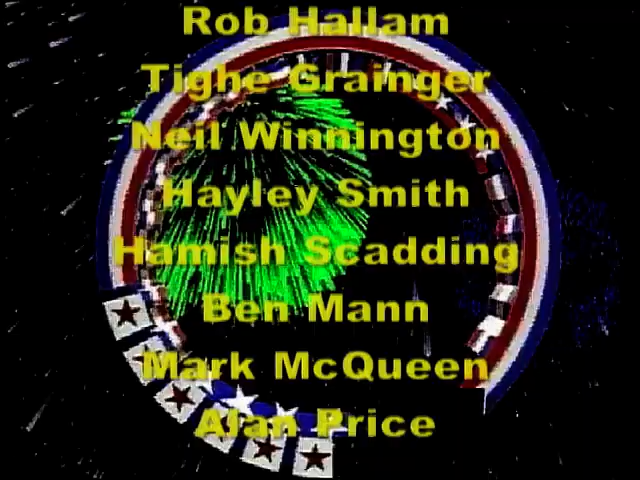 Rob Hallam
Tighe Grainger
Neil Winnington
Hayley Smith
Hamish Scadding
Ben Mann
Mark McQueen
Alan Price